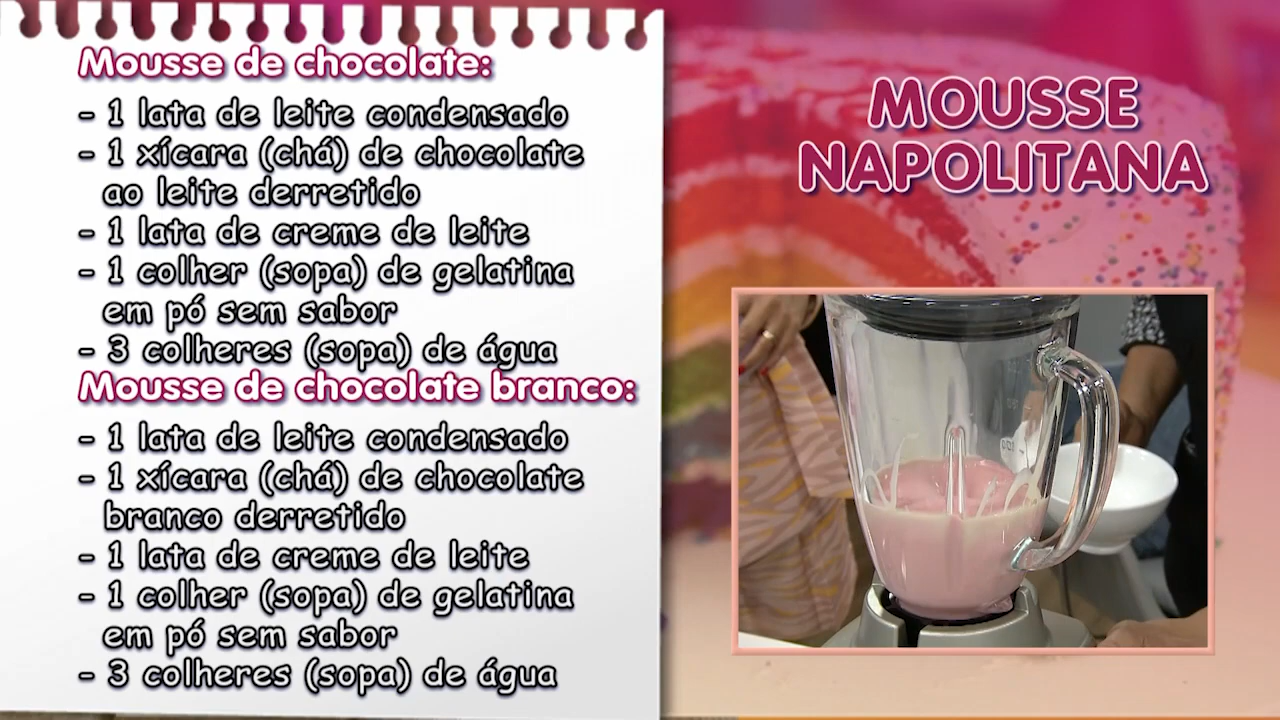 Mousse de chocolate:
- 1 lata de leite condensado
- 1 xícara (chá) de chocolate
ao leite derretido
- 1 lata de creme de leite
- 1 colher (sopa) de gelatina
em pó sem sabor
- 3 colheres (sopa) de água
Mousse de chocolate branco:
- 1 lata de leite condensado
- 1 xícara (chá) de chocolate
branco derretido
- 1 lata de creme de leite
- 1 colher (sopa) de gelatina
em pó sem sabor
- 3 colheres (sopa) de água
MOUSSE
NAPOLITANA